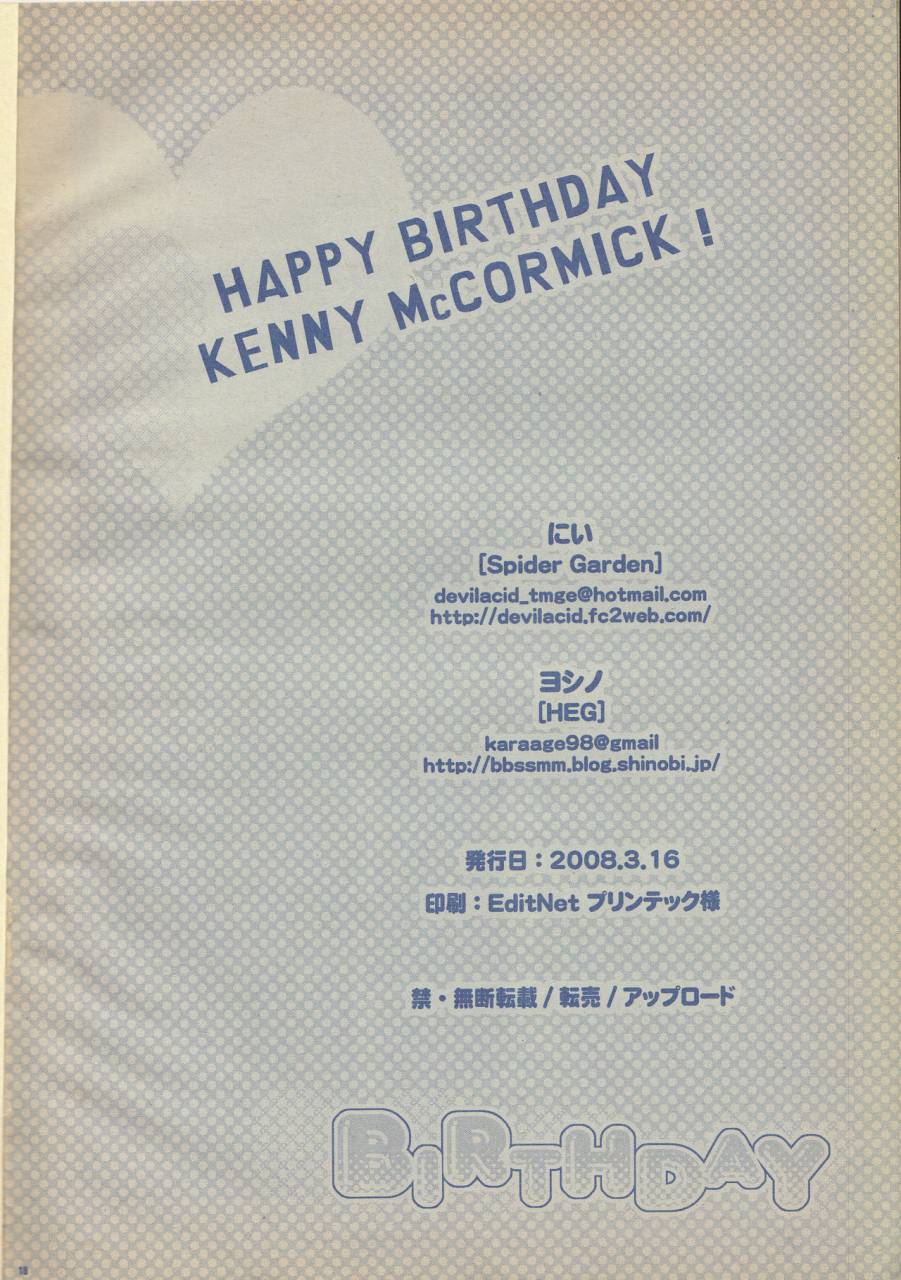 HAPPY BIRTHDAY
KENNY McCORMICK !
にい
[Spider Garden]
devilacid_tmge@hotmail.com
http://devilacid.fc2web.com/
ヨシノ
[HEG]
karaage98@gmail
http://bbssmm.blog.shinobi.jp/
発行日：2008.3.16
印刷：EditNet プリンテック様
禁・無断転載 / 転売 / アップロード
BIRTHDAY
18